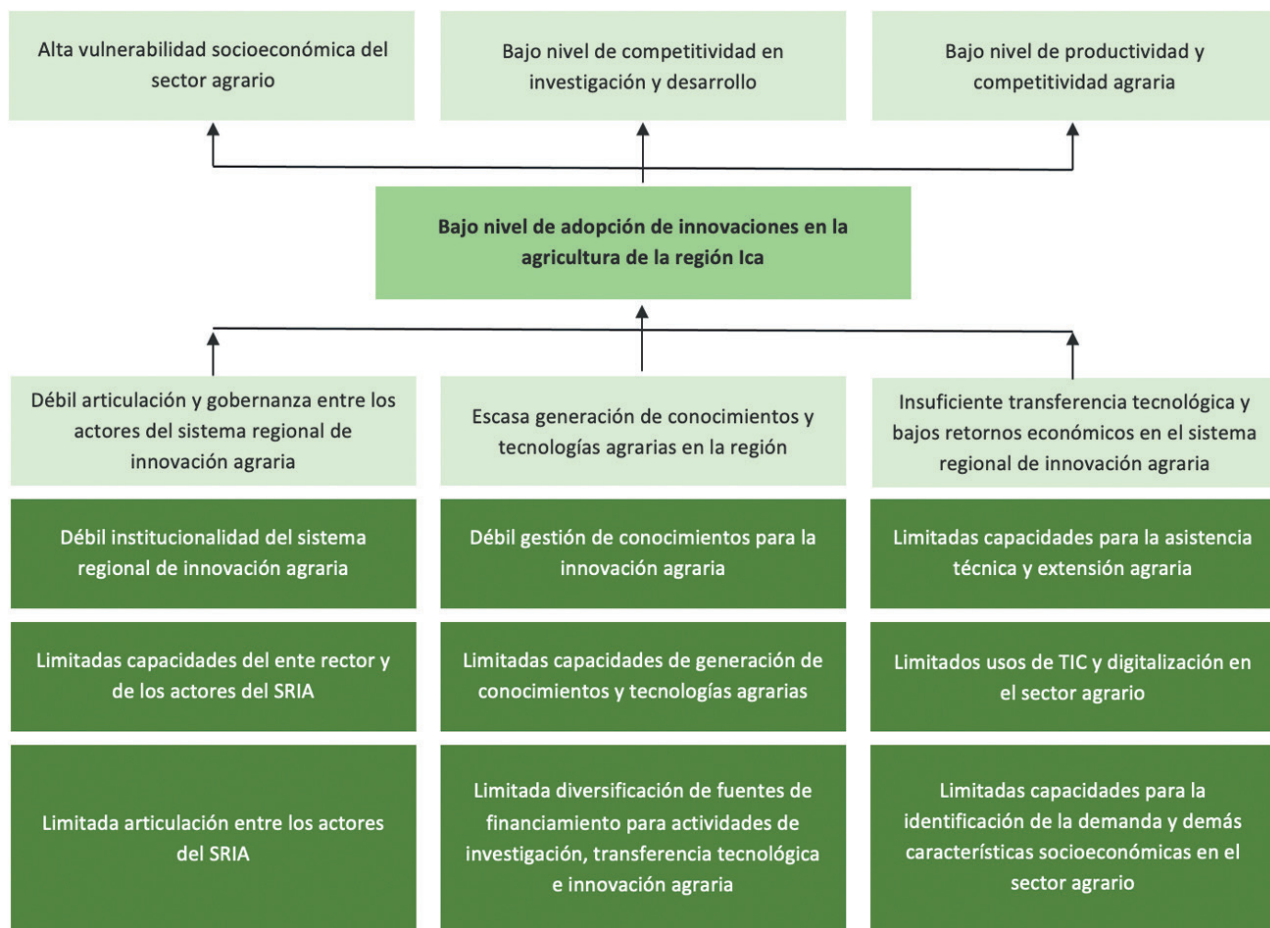 Alta vulnerabilidad socioeconómica del
sector agrario
Bajo nivel de competitividad en
investigación y desarrollo
Bajo nivel de productividad y
competitividad agraria
Bajo nivel de adopción de innovaciones en la
agricultura de la región Ica
Débil articulación y gobernanza entre los
actores del sistema regional de
innovación agraria
Escasa generación de conocimientos y
tecnologías agrarias en la región
Insuficiente transferencia tecnológica y
bajos retornos económicos en el sistema
regional de innovación agraria
Débil institucionalidad del sistema
regional de innovación agraria
Débil gestión de conocimientos para la
innovación agraria
Limitadas capacidades para la asistencia
técnica y extensión agraria
Limitadas capacidades del ente rector y
de los actores del SRIA
Limitadas capacidades de generación de
conocimientos y tecnologías agrarias
Limitados usos de TIC y digitalización en
el sector agrario
Limitada articulación entre los actores
del SRIA
Limitada diversificación de fuentes de
financiamiento para actividades de
investigación, transferencia tecnológica
e innovación agraria
Limitadas capacidades para la
identificación de la demanda y demás
características socioeconómicas en el
sector agrario